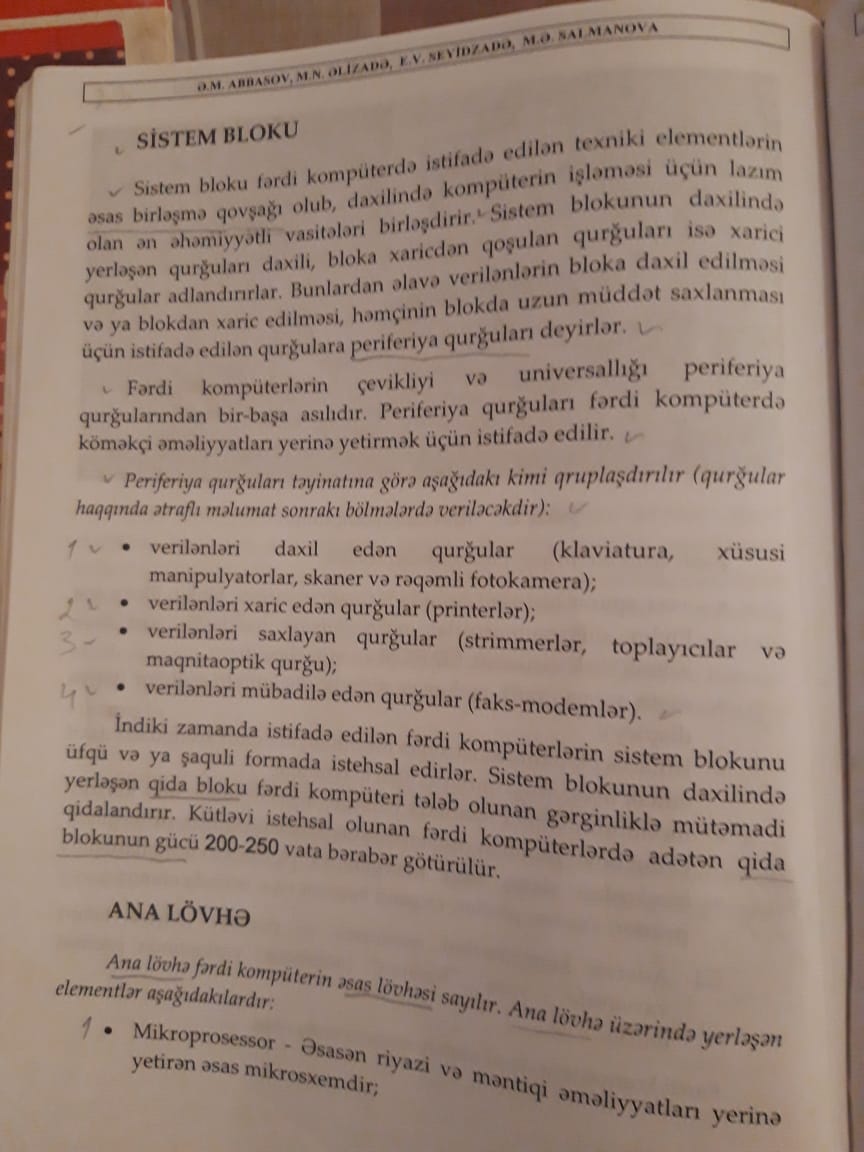 Ə.M. ABBASOV, M.N. ƏLİZADƏ, E.V. SEYİDZADƏ, M.Ə. SALMANOVA
SİSTEM BLOKU
Sistem bloku fərdi kompüterdə istifadə edilən texniki elementlərin
əsas birləşmə qovşağı olub, daxilində kompüterin işləməsi üçün lazım
olan ən əhəmiyyətli vasitələri birləşdirir. Sistem blokunun daxilində
yerləşən qurğuları daxili, bloka xaricdən qoşulan qurğuları isə xarici
qurğular adlandırırlar. Bunlardan əlavə verilənlərin bloka daxil edilməsi
və ya blokdan xaric edilməsi, həmçinin blokda uzun müddət saxlanması
üçün istifadə edilən qurğulara periferiya qurğuları deyirlər.
Fərdi kompüterlərin çevikliyi və universallığı periferiya
qurğularından bir-başa asılıdır. Periferiya qurğuları fərdi kompüterdə
köməkçi əməliyyatları yerinə yetirmək üçün istifadə edilir.
Periferiya qurğuları təyinatına görə aşağıdakı kimi qruplaşdırılır (qurğular
haqqında ətraflı məlumat sonrakı bölmələrdə veriləcəkdir):
1 • verilənləri daxil edən qurğular (klaviatura, xüsusi
manipulyatorlar, skaner və rəqəmli fotokamera);
2 • verilənləri xaric edən qurğular (printerlər);
3 • verilənləri saxlayan qurğular (strimmerlər, toplayıcılar və
maqnitaoptik qurğu);
4 • verilənləri mübadilə edən qurğular (faks-modemlər).
İndiki zamanda istifadə edilən fərdi kompüterlərin sistem blokunu
üfqü və ya şaquli formada istehsal edirlər. Sistem blokunun daxilində
yerləşən qida bloku fərdi kompüteri tələb olunan gərginliklə mütəmadi
qidalandırır. Kütləvi istehsal olunan fərdi kompüterlərdə adətən qida
blokunun gücü 200-250 vata bərabər götürülür.
ANA LÖVHƏ
Ana lövhə fərdi kompüterin əsas lövhəsi sayılır. Ana lövhə üzərində yerləşən
elementlər aşağıdakılardır:
1 • Mikroprosessor - Əsasən riyazi və məntiqi əməliyyatları yerinə
yetirən əsas mikrosxemdir;